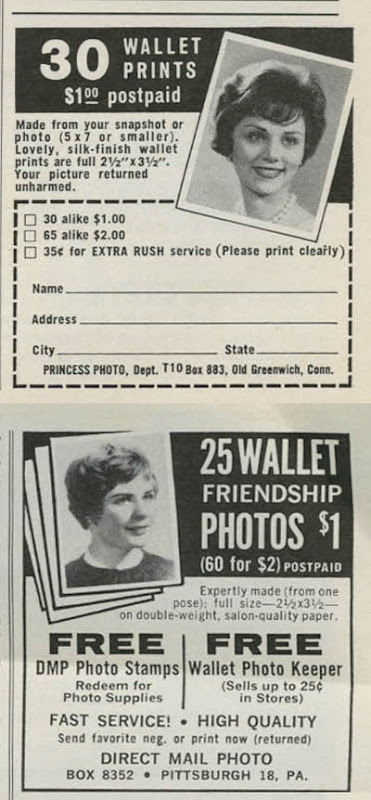 30 WALLET
PRINTS
$1⁰⁰ postpaid
Made from your snapshot or
photo (5x7 or smaller).
Lovely, silk-finish wallet
prints are full 2½"x3½".
Your picture returned
unharmed.
30 alike $1.00
65 alike $2.00
35¢ for EXTRA RUSH service (Please print clearly)
Name
Address
City State
PRINCESS PHOTO, Dept. T10 Box 883, Old Greenwich, Conn.
25 WALLET
FRIENDSHIP
PHOTOS $1
(60 for $2) POSTPAID
Expertly made (from one
pose); full size—2½x3½—
on double-weight, salon-quality paper.
FREE FREE
DMP Photo Stamps Wallet Photo Keeper
Redeem for (Sells up to 25¢
Photo Supplies in Stores)
FAST SERVICE! • HIGH QUALITY
Send favorite neg. or print now (returned)
DIRECT MAIL PHOTO
BOX 8352 • PITTSBURGH 18, PA.